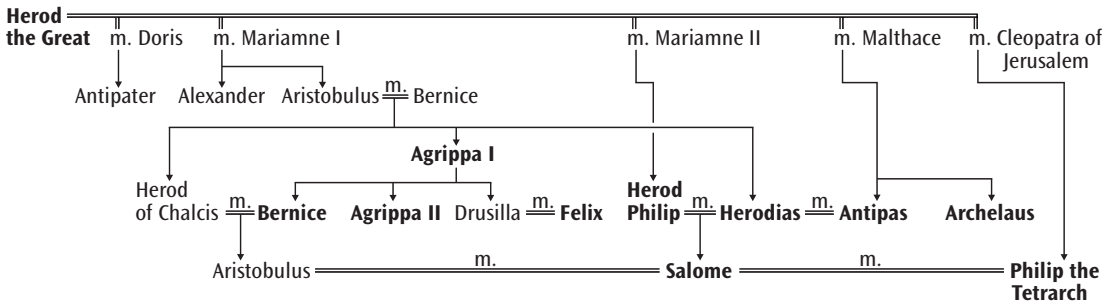 Herod
the Great m. Doris m. Mariamne I m. Mariamne II m. Malthace m. Cleopatra of
Jerusalem
Antipater Alexander Aristobulus m. Bernice
Agrippa I
Herod
of Chalcis m. Bernice Agrippa II Drusilla m. Felix
Herod
Philip m. Herodias m. Antipas Archelaus
Aristobulus m. Salome m. Philip the
Tetrarch